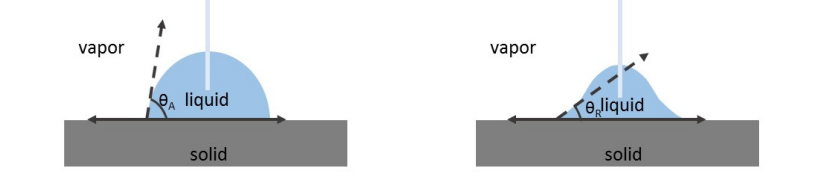 vapor
θA liquid
solid
vapor
θR liquid
solid